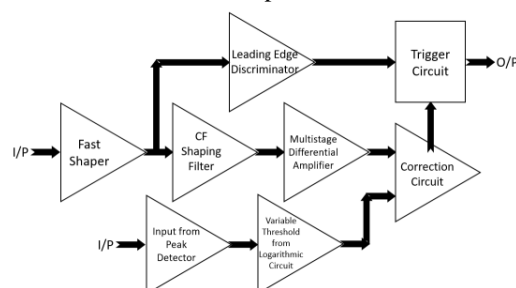 Leading Edge
Discriminator
Trigger
Circuit
O/P
I/P
Fast
Shaper
CF
Shaping
Filter
Multistage
Differential
Amplifier
Correction
Circuit
I/P
Input from
Peak
Detector
Variable
Threshold
from
Logarithmic
Circuit